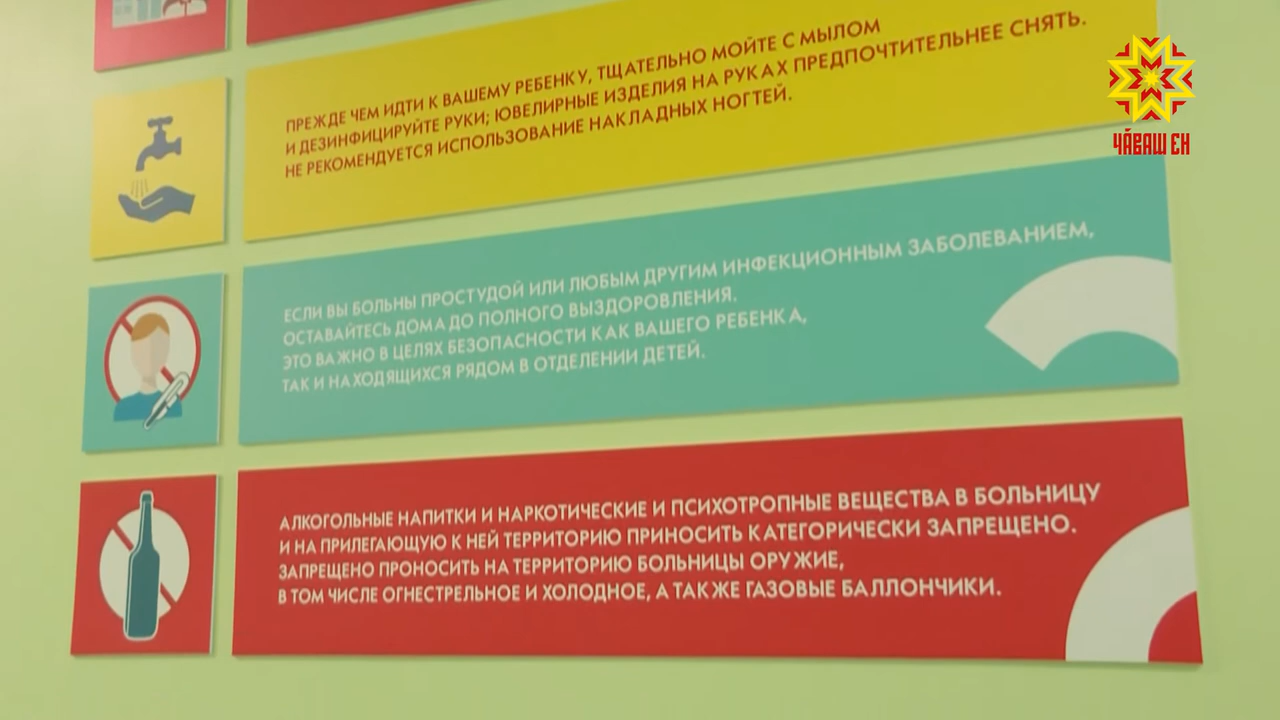 ПРЕЖДЕ ЧЕМ ИДТИ К ВАШЕМУ РЕБЕНКУ, ТЩАТЕЛЬНО МОЙТЕ С МЫЛОМ
И ДЕЗИНФИЦИРУЙТЕ РУКИ; ЮВЕЛИРНЫЕ ИЗДЕЛИЯ НА РУКАХ ПРЕДПОЧТИТЕЛЬНЕЕ СНЯТЬ.
НЕ РЕКОМЕНДУЕТСЯ ИСПОЛЬЗОВАНИЕ НАКЛАДНЫХ НОГТЕЙ.
ЧӐВАШ ЕН
ЕСЛИ ВЫ БОЛЬНЫ ПРОСТУДОЙ ИЛИ ЛЮБЫМ ДРУГИМ ИНФЕКЦИОННЫМ ЗАБОЛЕВАНИЕМ,
ОСТАВАЙТЕСЬ ДОМА ДО ПОЛНОГО ВЫЗДОРОВЛЕНИЯ.
ЭТО ВАЖНО В ЦЕЛЯХ БЕЗОПАСНОСТИ КАК ВАШЕГО РЕБЕНКА,
ТАК И НАХОДЯЩИХСЯ РЯДОМ В ОТДЕЛЕНИИ ДЕТЕЙ.
АЛКОГОЛЬНЫЕ НАПИТКИ И НАРКОТИЧЕСКИЕ И ПСИХОТРОПНЫЕ ВЕЩЕСТВА В БОЛЬНИЦУ
И НА ПРИЛЕГАЮЩУЮ К НЕЙ ТЕРРИТОРИЮ ПРИНОСИТЬ КАТЕГОРИЧЕСКИ ЗАПРЕЩЕНО.
ЗАПРЕЩЕНО ПРОНОСИТЬ НА ТЕРРИТОРИЮ БОЛЬНИЦЫ ОРУЖИЕ,
В ТОМ ЧИСЛЕ ОГНЕСТРЕЛЬНОЕ И ХОЛОДНОЕ, А ТАКЖЕ ГАЗОВЫЕ БАЛЛОНЧИКИ.